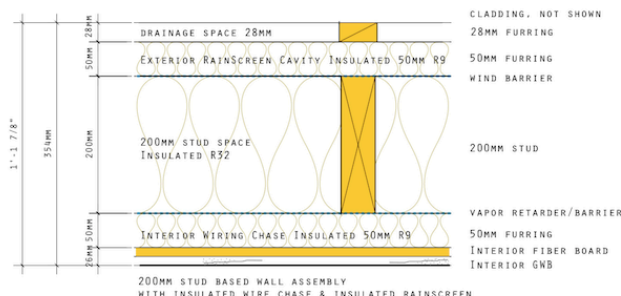 CLADDING, NOT SHOWN
28MM
DRAINAGE SPACE 28MM
28MM FURRING
50MM
EXTERIOR RAINSCREEN CAVITY INSULATED 50MM R9
50MM FURRING
WIND BARRIER
1'-1 7/8"
354MM
200MM
200MM STUD SPACE
INSULATED R32
200MM STUD
VAPOR RETARDER/BARRIER
50MM
INTERIOR WIRING CHASE INSULATED 50MM R9
50MM FURRING
26MM
INTERIOR FIBER BOARD
INTERIOR GWB
200MM STUD BASED WALL ASSEMBLY
WITH INSULATED WIRE CHASE & INSULATED RAINSCREEN